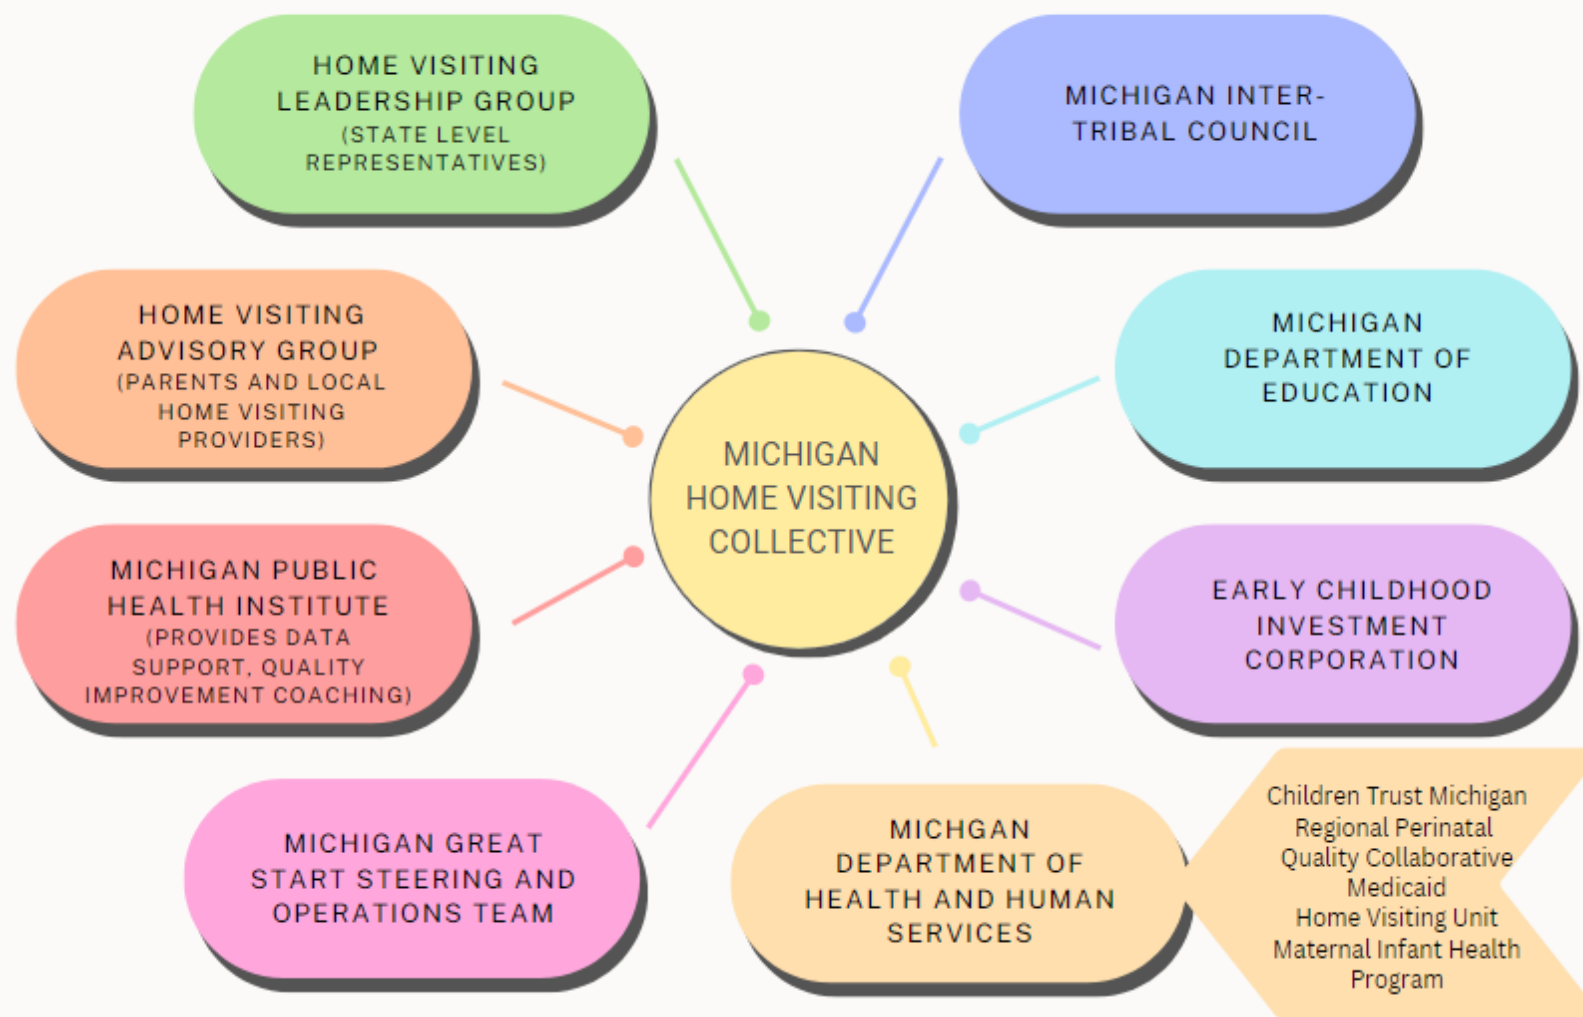 HOME VISITING
LEADERSHIP GROUP
(STATE LEVEL
REPRESENTATIVES)
MICHIGAN INTER-
TRIBAL COUNCIL
HOME VISITING
ADVISORY GROUP
(PARENTS AND LOCAL
HOME VISITING
PROVIDERS)
MICHIGAN
DEPARTMENT OF
EDUCATION
MICHIGAN
HOME VISITING
COLLECTIVE
MICHIGAN PUBLIC
HEALTH INSTITUTE
(PROVIDES DATA
SUPPORT, QUALITY
IMPROVEMENT COACHING)
EARLY CHILDHOOD
INVESTMENT
CORPORATION
MICHIGAN GREAT
START STEERING AND
OPERATIONS TEAM
MICHGAN
DEPARTMENT OF
HEALTH AND HUMAN
SERVICES
Children Trust Michigan
Regional Perinatal
Quality Collaborative
Medicaid
Home Visiting Unit
Maternal Infant Health
Program